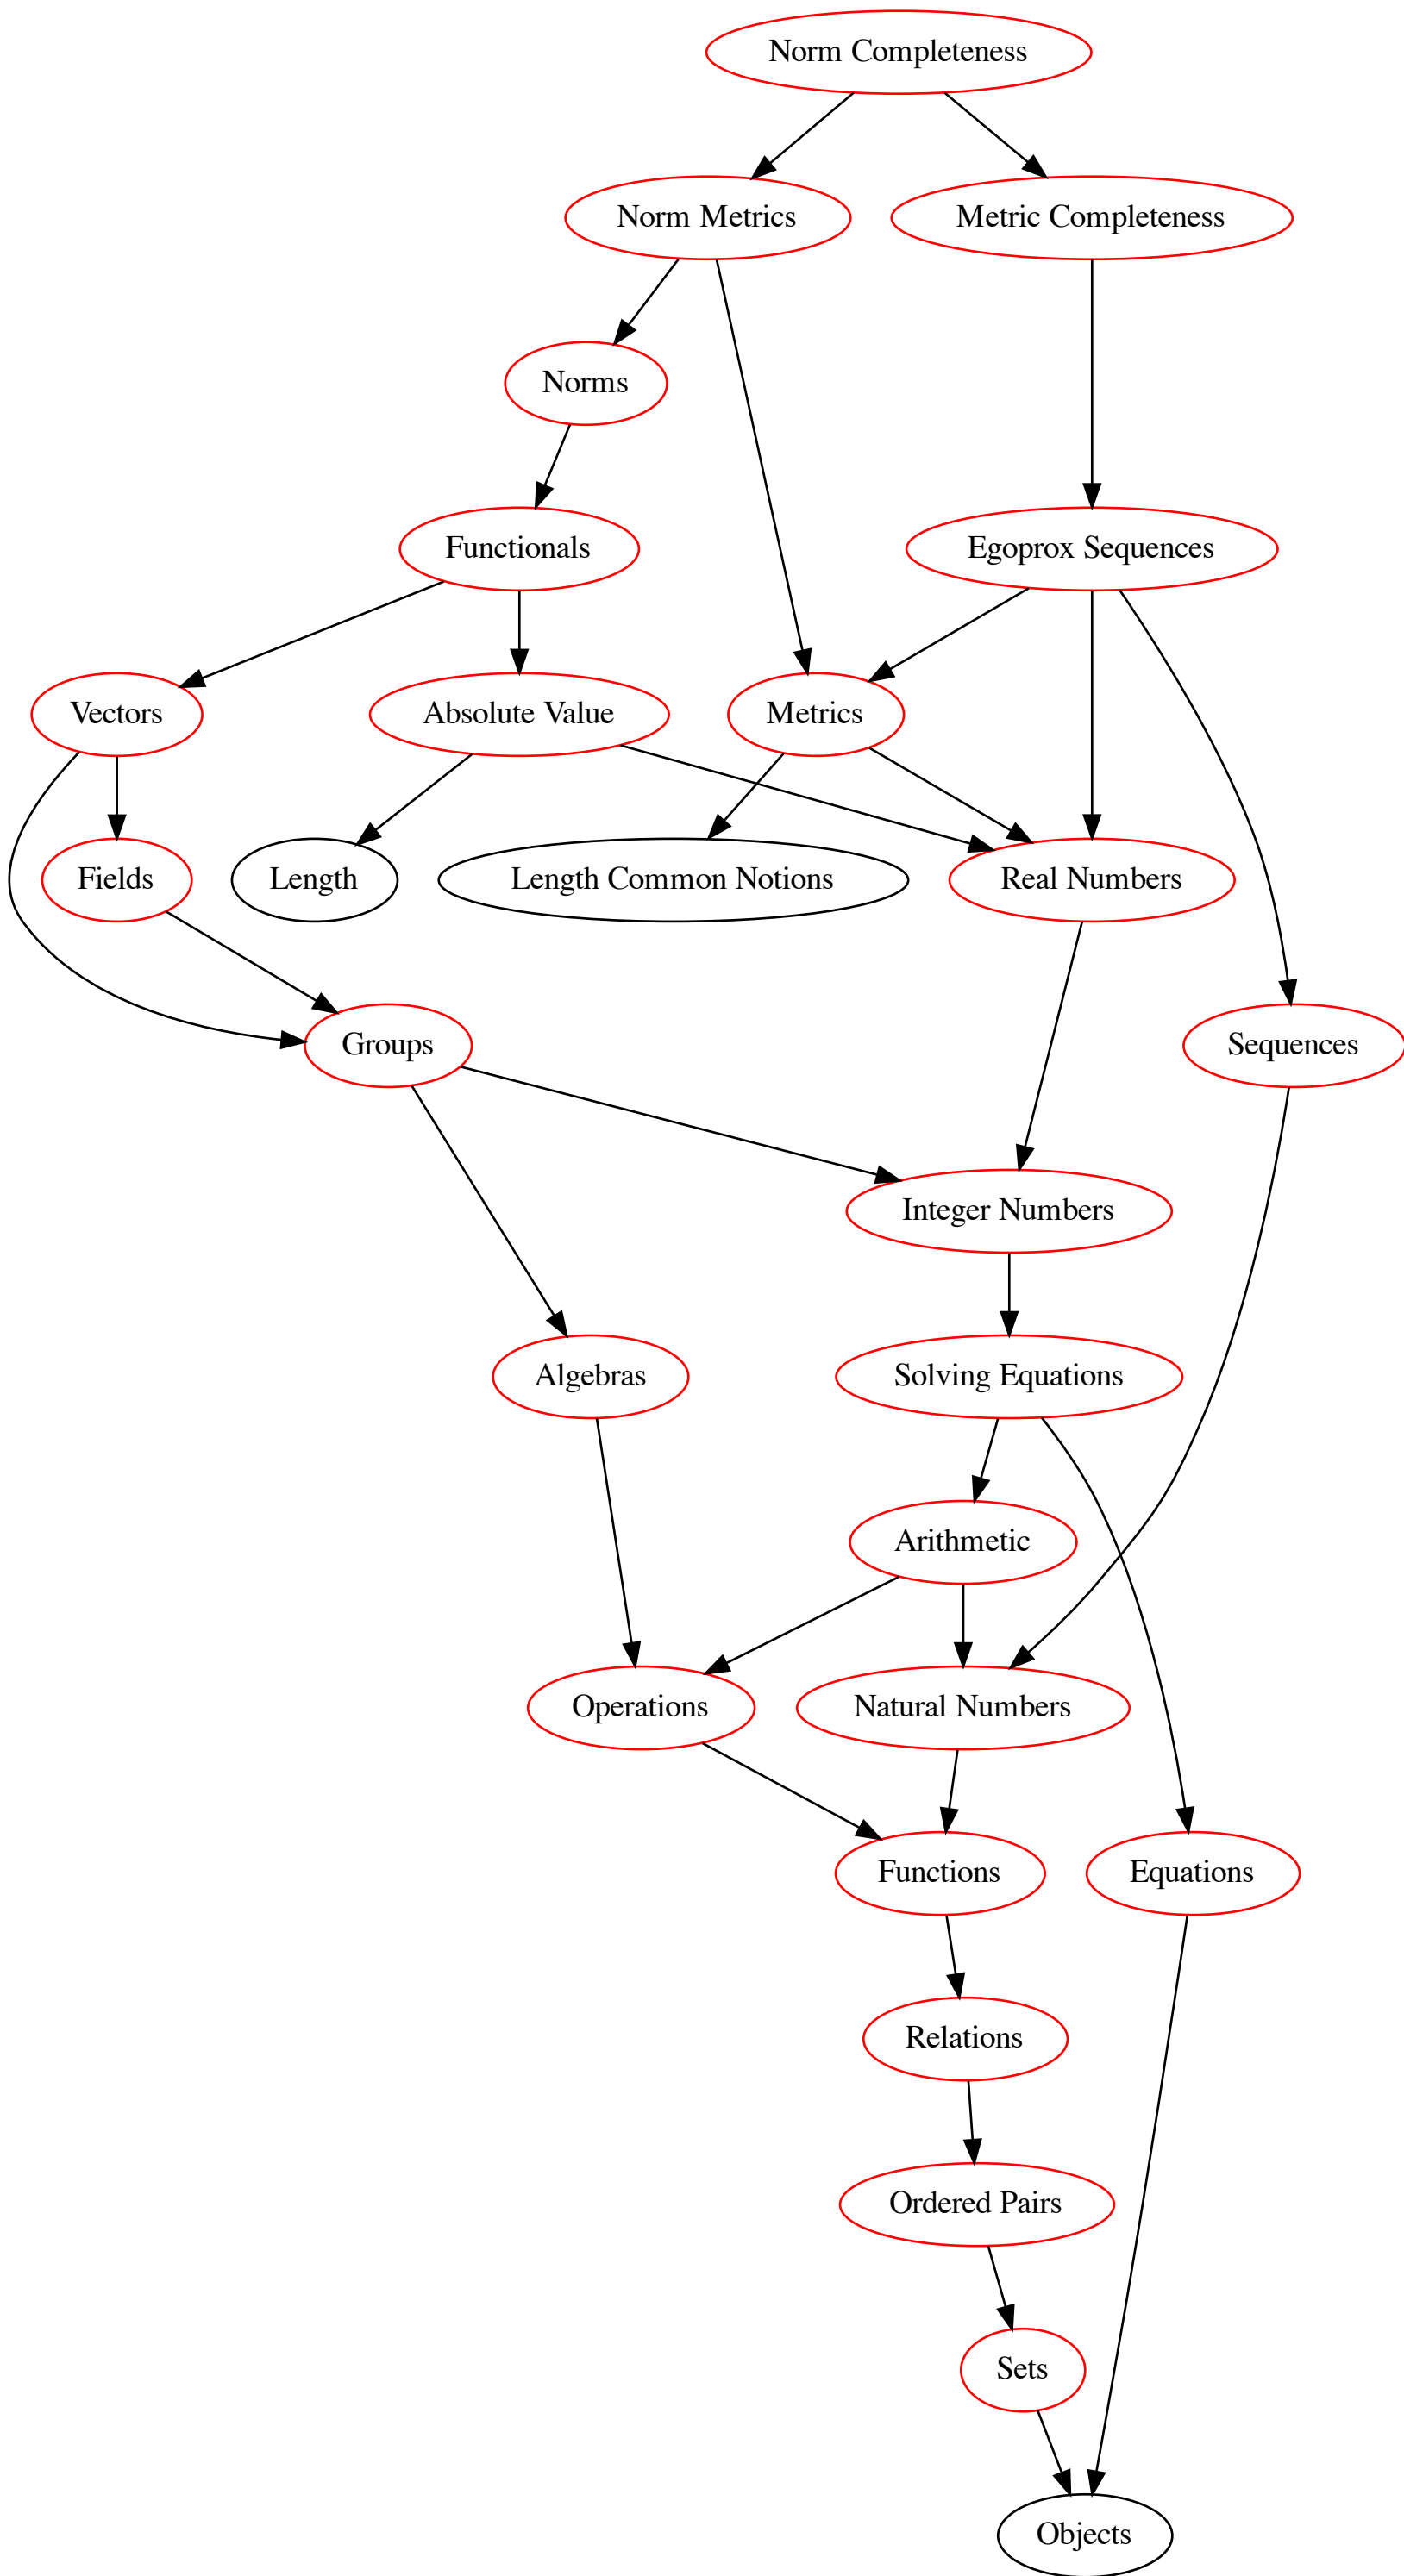 Norm Completeness
Norm Metrics
Metric Completeness
Norms
Functionals
Egoprox Sequences
Vectors
Absolute Value
Metrics
Fields
Length
Length Common Notions
Real Numbers
Groups
Sequences
Integer Numbers
Algebras
Solving Equations
Arithmetic
Operations
Natural Numbers
Functions
Equations
Relations
Ordered Pairs
Sets
Objects